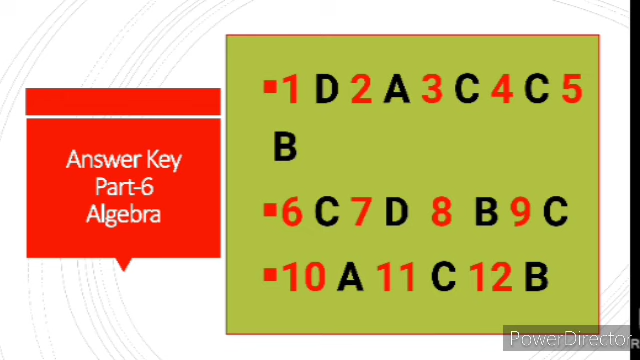 Answer Key
Part-6
Algebra
1 D 2 A 3 C 4 C 5
B
6 C 7 D 8 B 9 C
10 A 11 C 12 B
PowerDirector